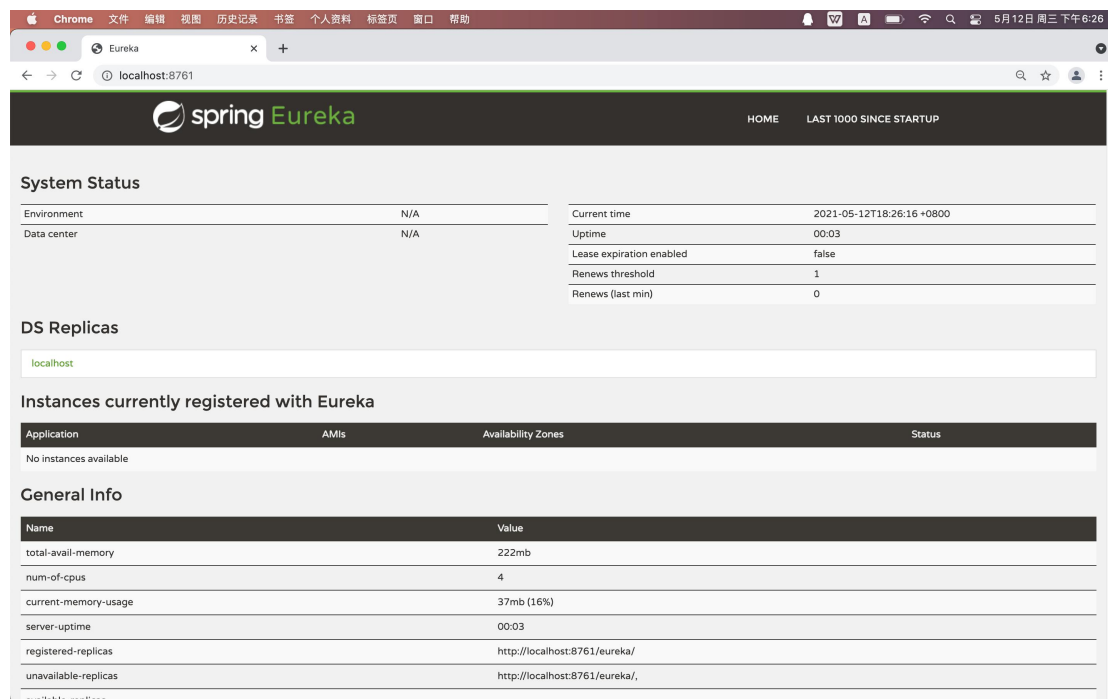 Chrome 文件 编辑 视图 历史记录 书签 个人资料 标签页 窗口 帮助 A 5月12日 周三 下午6:26
Eureka
localhost:8761
spring Eureka HOME LAST 1000 SINCE STARTUP
System Status
Environment N/A
Data center N/A
Current time 2021-05-12T18:26:16 +0800
Uptime 00:03
Lease expiration enabled false
Renews threshold 1
Renews (last min) 0
DS Replicas
localhost
Instances currently registered with Eureka
Application AMIs Availability Zones Status
No instances available
General Info
Name Value
total-avail-memory 222mb
num-of-cpus 4
current-memory-usage 37mb (16%)
server-uptime 00:03
registered-replicas http://localhost:8761/eureka/
unavailable-replicas http://localhost:8761/eureka/,